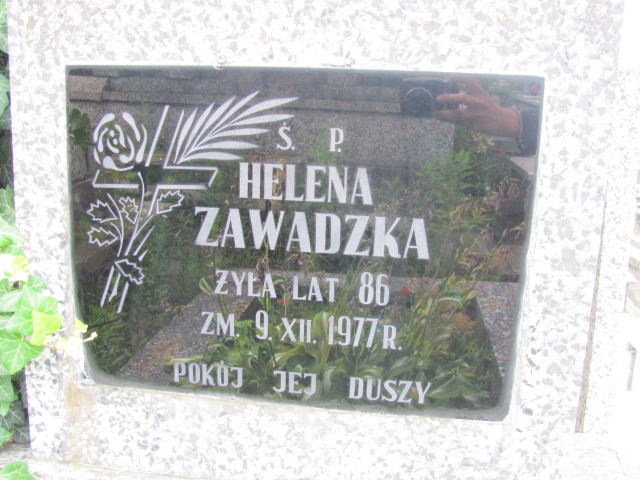 Ś. P.
HELENA
ZAWADZKA
ŻYŁA LAT 86
ZM. 9. XII. 1977 R.
POKÓJ JEJ DUSZY